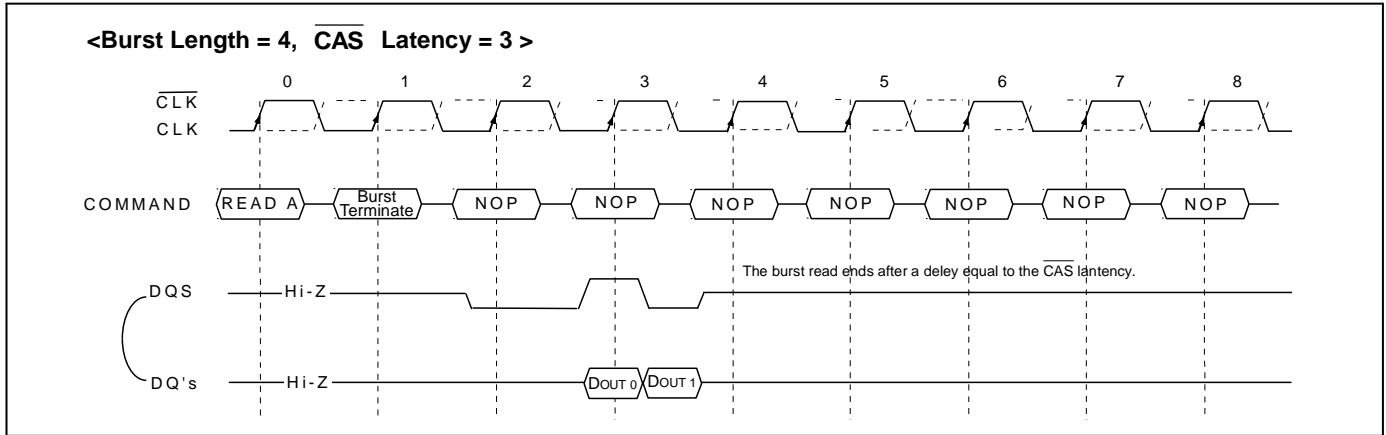 <Burst Length = 4, CAS Latency = 3 >
0 1 2 3 4 5 6 7 8
CLK
CLK
COMMAND READ A Burst Terminate NOP NOP NOP NOP NOP NOP NOP
The burst read ends after a deley equal to the CAS lantency.
DQS Hi-Z
DQ's Hi-Z DOUT 0 DOUT 1